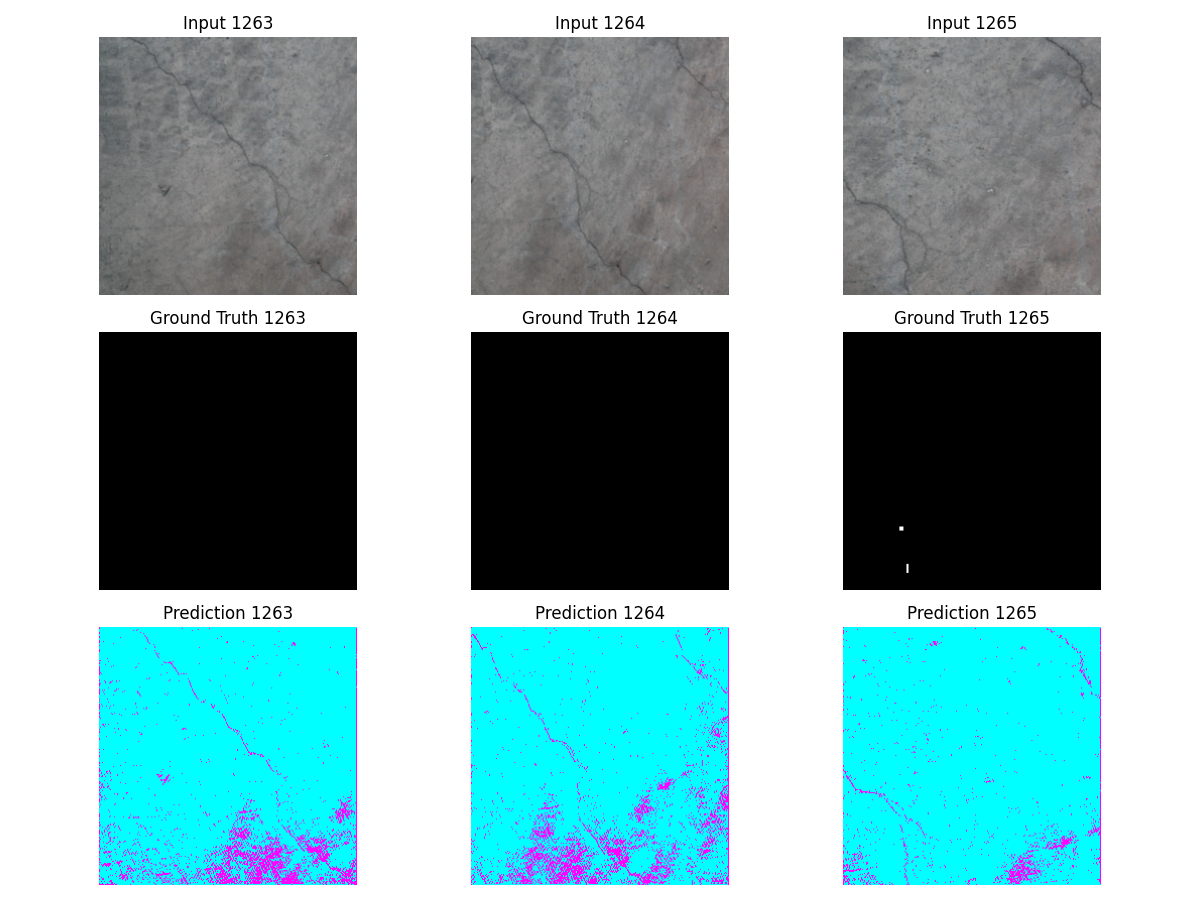 Input 1263
Input 1264
Input 1265
Ground Truth 1263
Ground Truth 1264
Ground Truth 1265
Prediction 1263
Prediction 1264
Prediction 1265